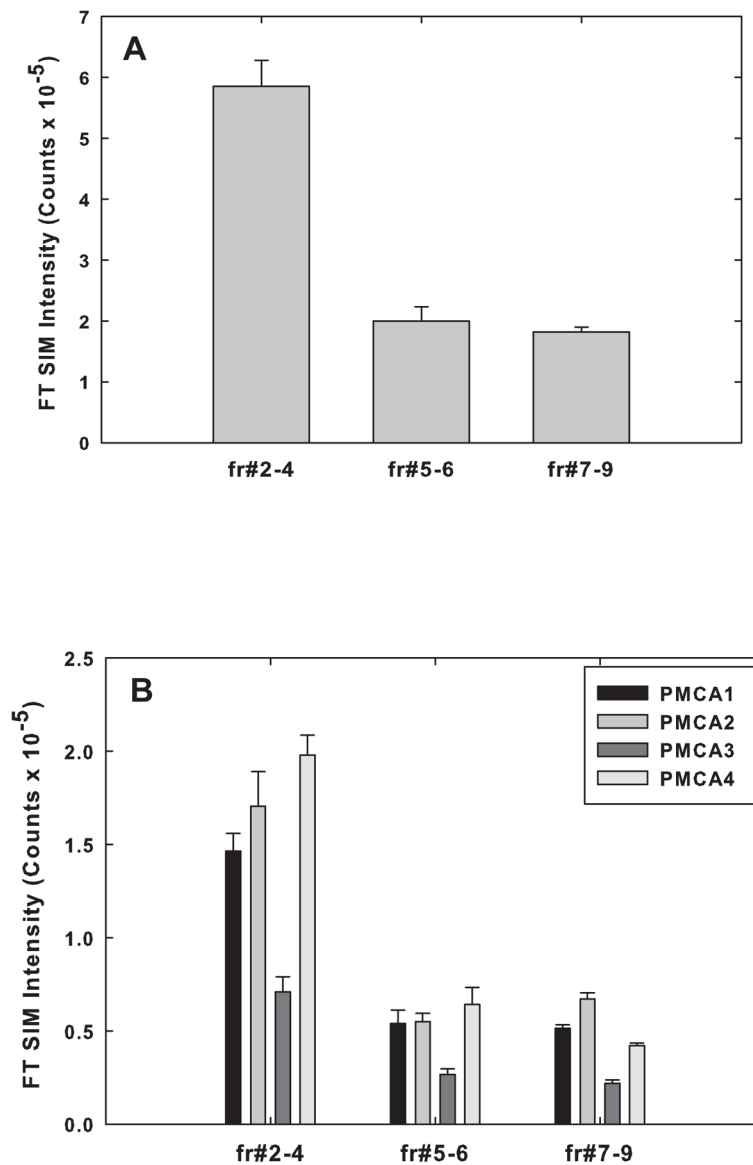 A
FT SIM Intensity (Counts x 10-5)
7
6
5
4
3
2
1
0
fr#2-4 fr#5-6 fr#7-9
B
FT SIM Intensity (Counts x 10-5)
2.5
2.0
1.5
1.0
0.5
0.0
PMCA1
PMCA2
PMCA3
PMCA4
fr#2-4 fr#5-6 fr#7-9